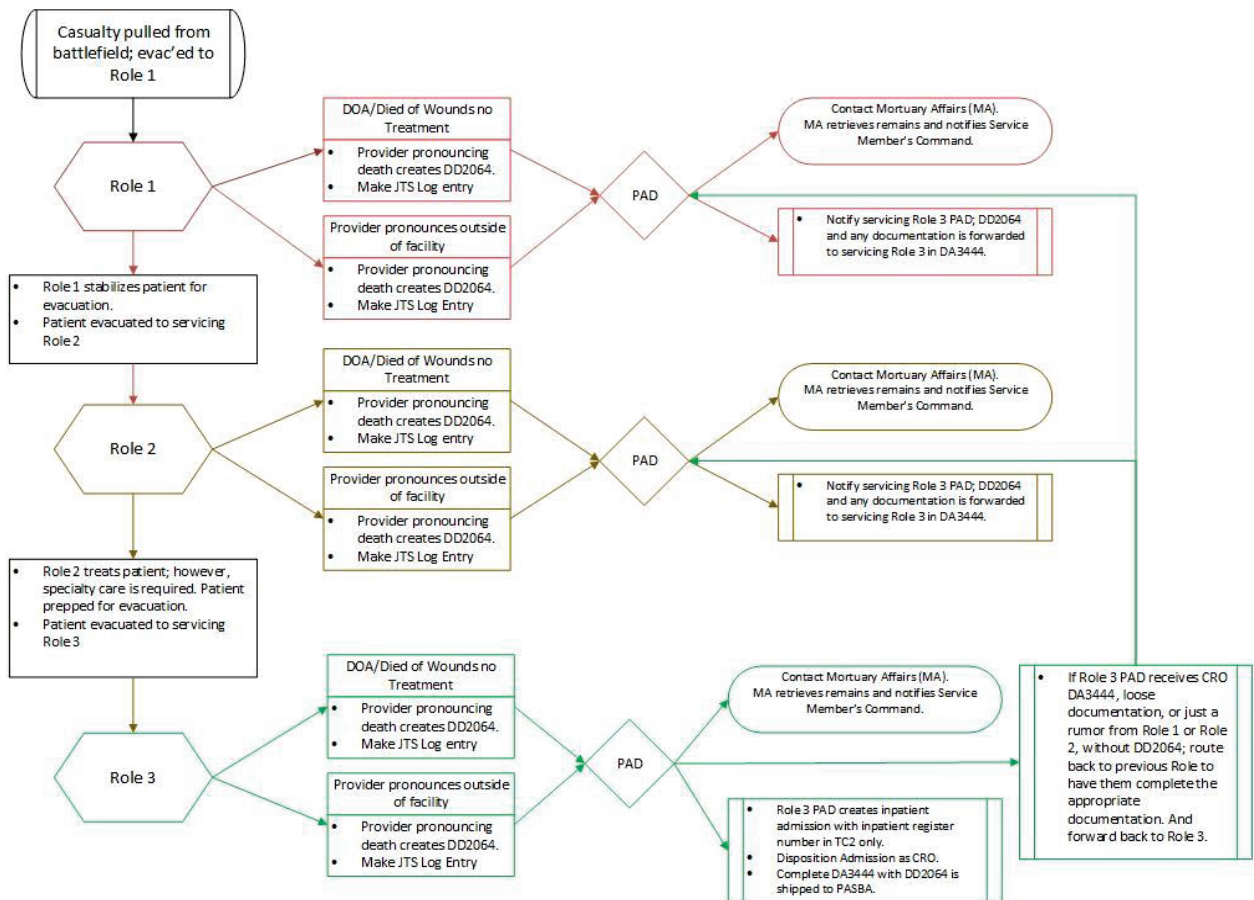 Casualty pulled from
battlefield; evac’ed to
Role 1
Role 1
DOA/Died of Wounds no
Treatment
• Provider pronouncing
death creates DD2064.
• Make JTS Log entry
Provider pronounces outside
of facility
• Provider pronouncing
death creates DD2064.
• Make JTS Log Entry
PAD
Contact Mortuary Affairs (MA).
MA retrieves remains and notifies Service
Member’s Command.
• Notify servicing Role 3 PAD; DD2064
and any documentation is forwarded
to servicing Role 3 in DA3444.
• Role 1 stabilizes patient for
evacuation.
• Patient evacuated to servicing
Role 2
Role 2
DOA/Died of Wounds no
Treatment
• Provider pronouncing
death creates DD2064.
• Make JTS Log entry
Provider pronounces outside of
facility
• Provider pronouncing
death creates DD2064.
• Make JTS Log Entry
PAD
Contact Mortuary Affairs (MA).
MA retrieves remains and notifies Service
Member’s Command.
• Notify servicing Role 3 PAD; DD2064
and any documentation is forwarded
to servicing Role 3 in DA3444.
• Role 2 treats patient; however,
specialty care is required. Patient
prepped for evacuation.
• Patient evacuated to servicing
Role 3
Role 3
DOA/Died of Wounds no
Treatment
• Provider pronouncing
death creates DD2064.
• Make JTS Log entry
Provider pronounces outside
of facility
• Provider pronouncing
death creates DD2064.
• Make JTS Log Entry
PAD
Contact Mortuary Affairs (MA).
MA retrieves remains and notifies Service
Member’s Command.
• Role 3 PAD creates inpatient
admission with inpatient register
number in TC2 only.
• Disposition Admission as CRO.
• Complete DA3444 with DD2064 is
shipped to PASBA.
• If Role 3 PAD receives CRO
DA3444, loose
documentation, or just a
rumor from Role 1 or Role
2, without DD2064; route
back to previous Role to
have them complete the
appropriate
documentation. And
forward back to Role 3.